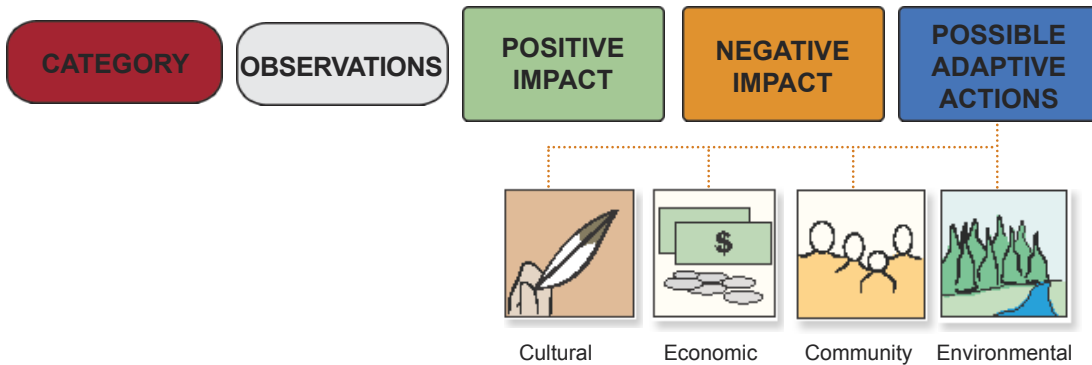 CATEGORY
OBSERVATIONS
POSITIVE
IMPACT
NEGATIVE
IMPACT
POSSIBLE
ADAPTIVE
ACTIONS
$
Cultural
Economic
Community
Environmental